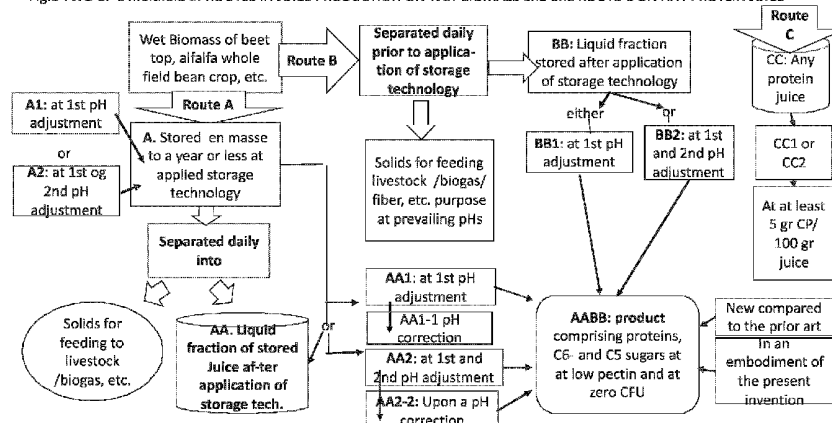 Route
C
Wet Biomass of beet
top, alfalfa whole
field bean crop, etc.
Route B
Separated daily
prior to applica-
tion of storage
technology
BB: Liquid fraction
stored after application
of storage technology
CC: Any
protein
juice
Route A
A1: at 1st pH
adjustment
or
A2: at 1st og
2nd pH
adjustment
A. Stored en masse
to a year or less at
applied storage
technology
either
or
BB1: at 1st pH
adjustment
BB2: at 1st
and 2nd pH
adjustment
CC1 or
CC2
Solids for feeding
livestock /biogas/
fiber, etc. purpose
at prevailing pHs
At at least
5 gr CP/
100 gr
juice
Separated daily
into
Solids for
feeding to
livestock
/biogas, etc.
AA. Liquid
fraction of stored
Juice af-ter
application of
storage tech.
or
AA1: at 1st pH
adjustment
AA1-1 pH
correction
AA2: at 1st and
2nd pH adjustment
AA2-2: Upon a pH
correction
AABB: product
comprising proteins,
C6- and C5 sugars at
at low pectin and at
zero CFU
New compared
to the prior art
In an
embodiment of
the present
invention